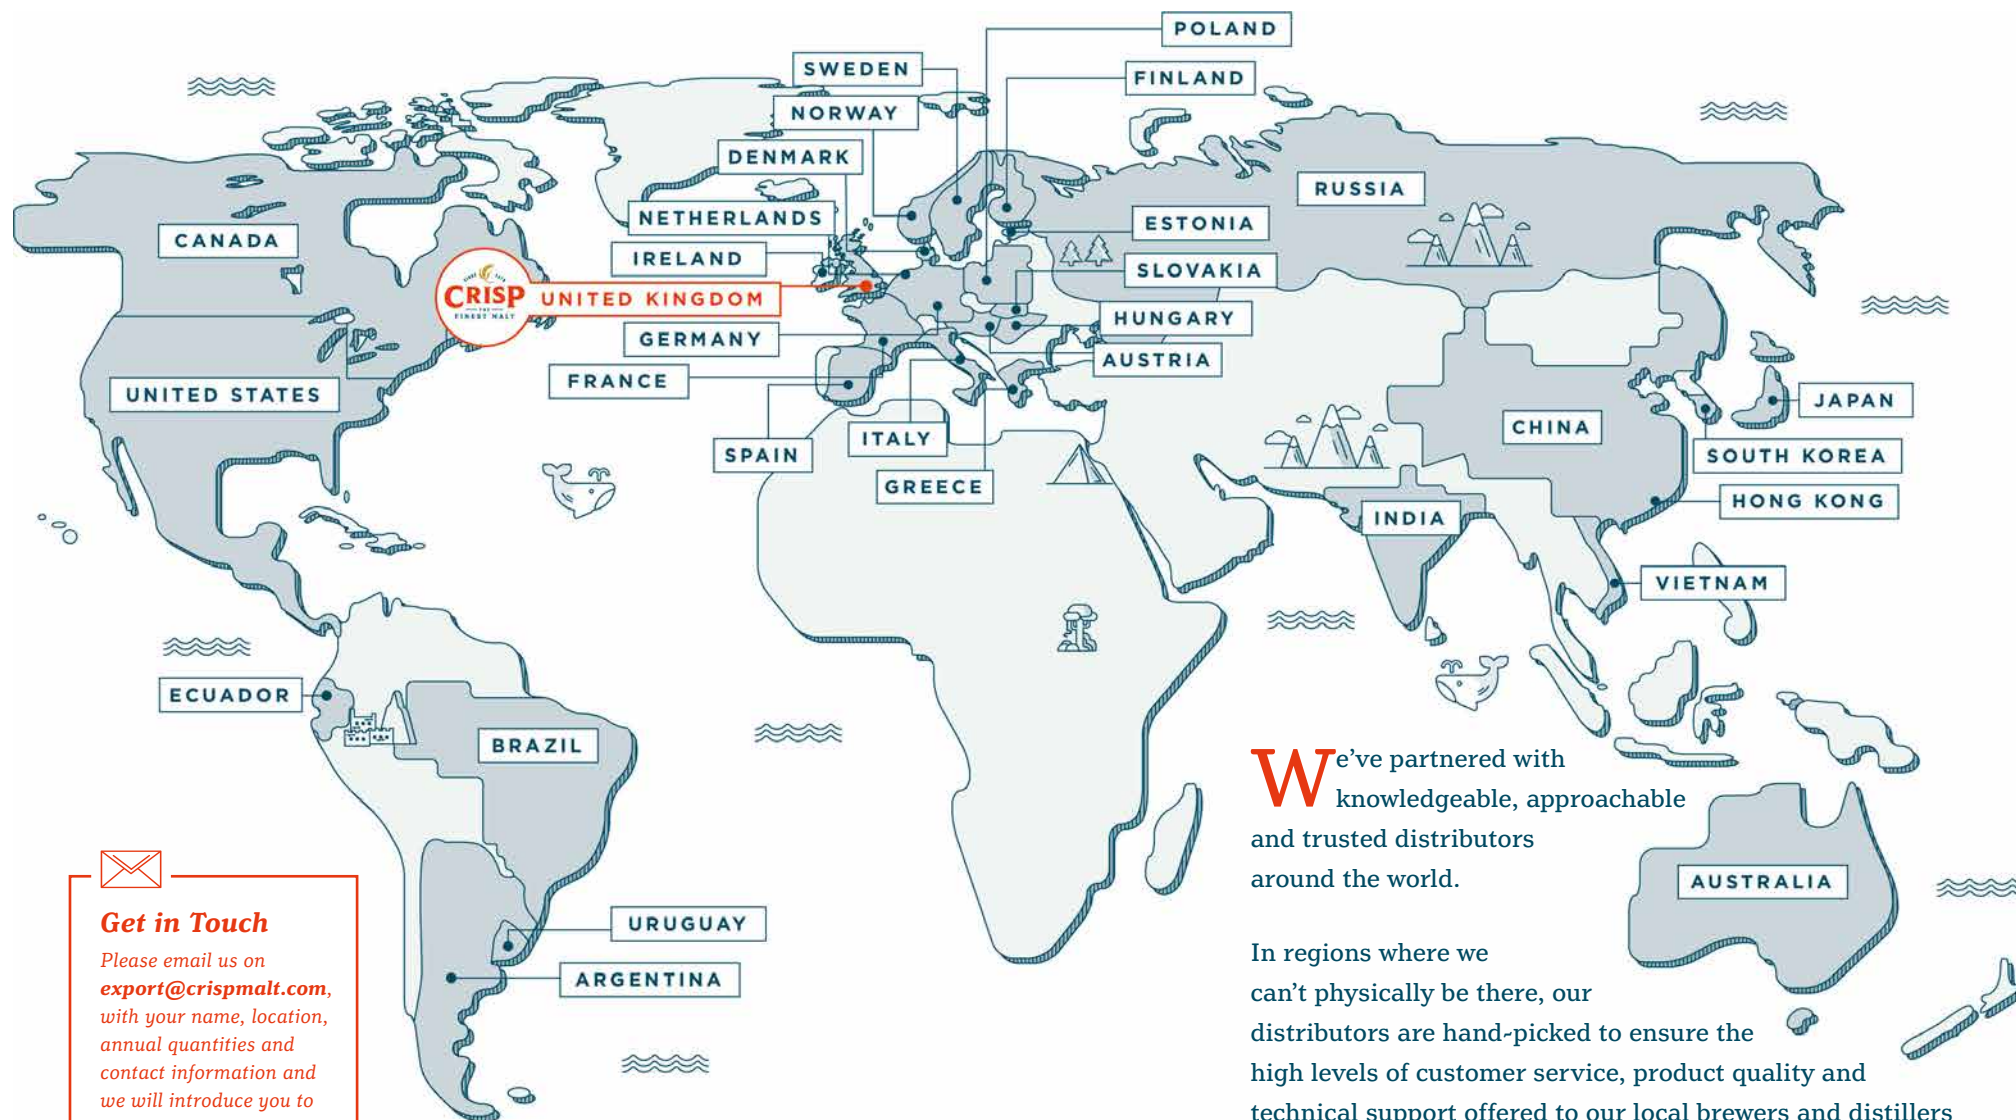 POLAND
SWEDEN
FINLAND
NORWAY
DENMARK
RUSSIA
NETHERLANDS
ESTONIA
CANADA
IRELAND
SLOVAKIA
CRISP
THE
FINEST MALT
UNITED KINGDOM
HUNGARY
GERMANY
AUSTRIA
FRANCE
UNITED STATES
JAPAN
CHINA
ITALY
SPAIN
SOUTH KOREA
GREECE
HONG KONG
INDIA
VIETNAM
ECUADOR
BRAZIL
AUSTRALIA
URUGUAY
ARGENTINA
We’ve partnered with
knowledgeable, approachable
and trusted distributors
around the world.
In regions where we
can’t physically be there, our
distributors are hand-picked to ensure the
high levels of customer service, product quality and
technical support offered to our local brewers and distillers
Get in Touch
Please email us on
export@crispmalt.com,
with your name, location,
annual quantities and
contact information and
we will introduce you to